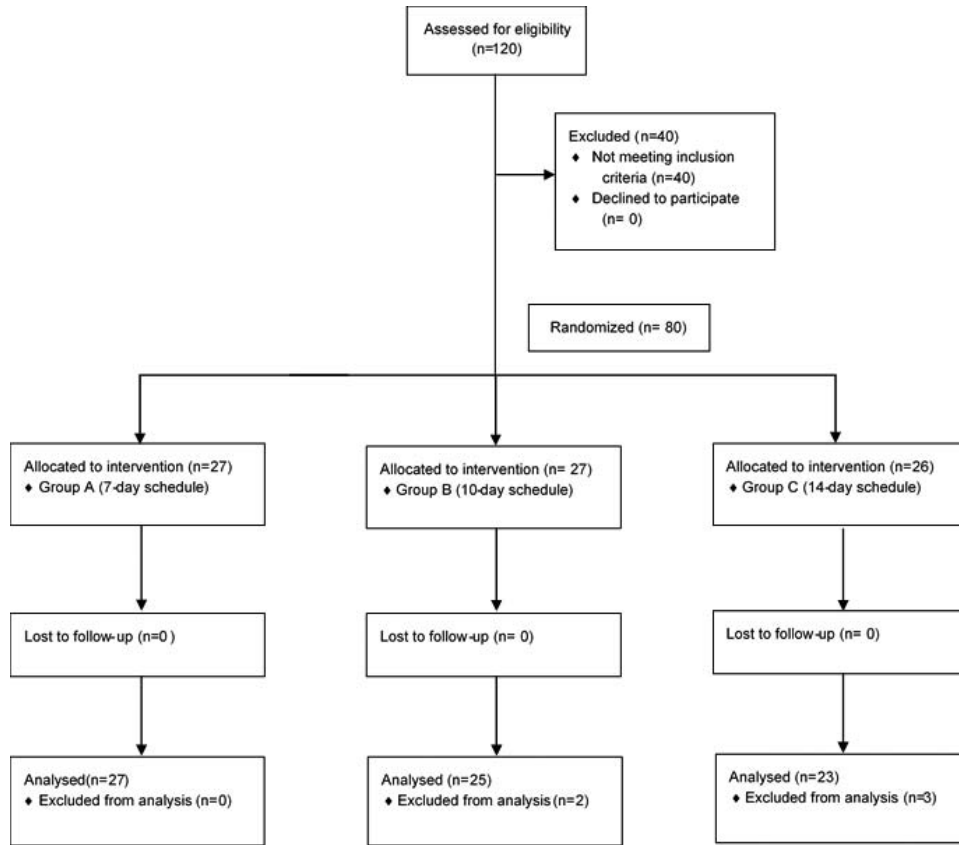 Assessed for eligibility
(n=120)
Excluded (n=40)
♦ Not meeting inclusion
criteria (n=40)
♦ Declined to participate
(n= 0)
Randomized (n= 80)
Allocated to intervention (n=27)
♦ Group A (7-day schedule)
Allocated to intervention (n= 27)
♦ Group B (10-day schedule)
Allocated to intervention (n=26)
♦ Group C (14-day schedule)
Lost to follow-up (n=0 )
Lost to follow-up (n= 0)
Lost to follow-up (n= 0)
Analysed(n=27)
♦ Excluded from analysis (n=0)
Analysed (n=25)
♦ Excluded from analysis (n=2)
Analysed (n=23)
♦ Excluded from analysis (n=3)